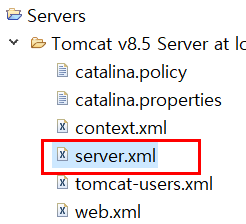 Servers
Tomcat v8.5 Server at lo
catalina.policy
catalina.properties
context.xml
server.xml
tomcat-users.xml
web.xml